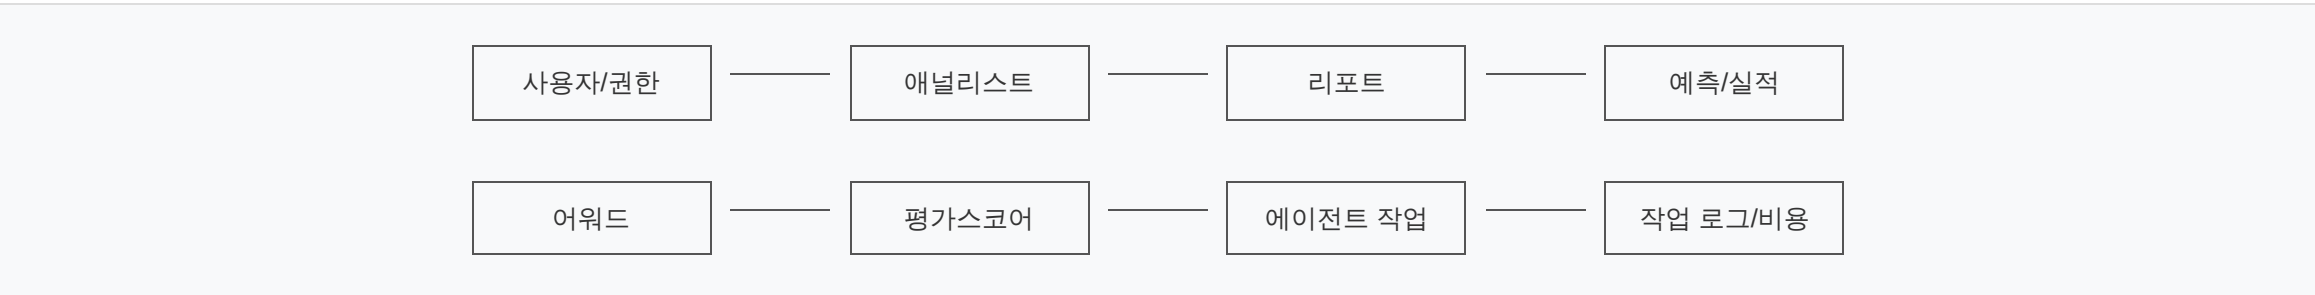 사용자/권한
애널리스트
리포트
예측/실적
어워드
평가스코어
에이전트 작업
작업 로그/비용